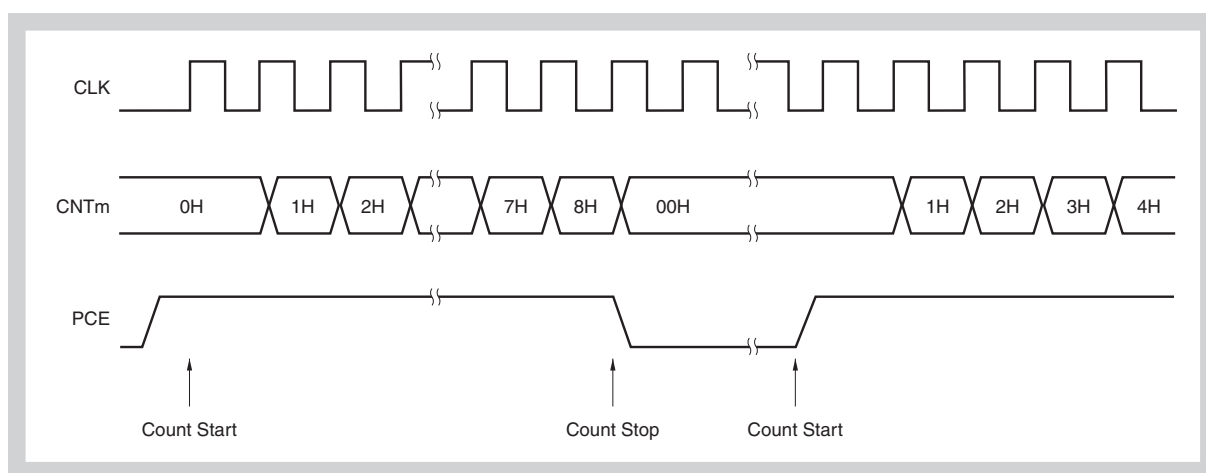 CLK
CNTm 0H 1H 2H 7H 8H 00H 1H 2H 3H 4H
PCE
Count Start Count Stop Count Start